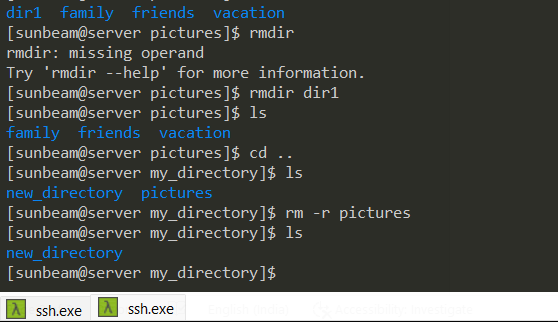 dir1  family  friends  vacation
[sunbeam@server pictures]$ rmdir
rmdir: missing operand
Try 'rmdir --help' for more information.
[sunbeam@server pictures]$ rmdir dir1
[sunbeam@server pictures]$ ls
family  friends  vacation
[sunbeam@server pictures]$ cd ..
[sunbeam@server my_directory]$ ls
new_directory  pictures
[sunbeam@server my_directory]$ rm -r pictures
[sunbeam@server my_directory]$ ls
new_directory
[sunbeam@server my_directory]$
λ ssh.exe λ ssh.exe